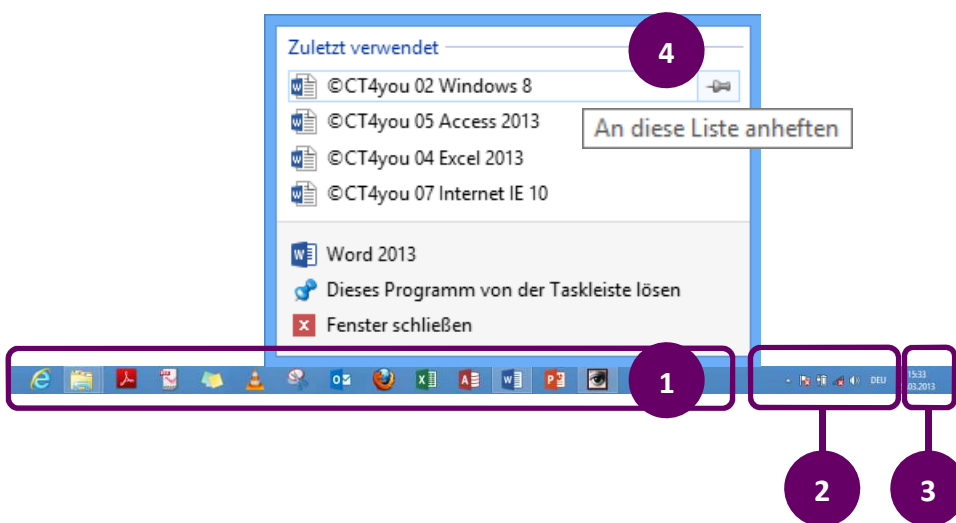 Zuletzt verwendet
4
©CT4you 02 Windows 8
©CT4you 05 Access 2013
An diese Liste anheften
©CT4you 04 Excel 2013
©CT4you 07 Internet IE 10
Word 2013
Dieses Programm von der Taskleiste lösen
Fenster schließen
1
DEU
15:33
.03.2013
2
3